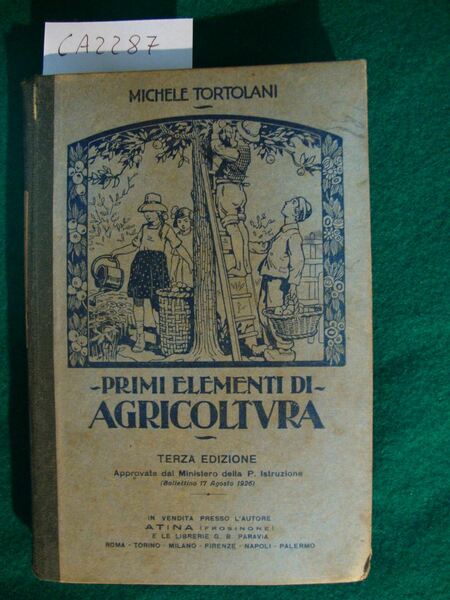 CA2287
MICHELE TORTOLANI
PRIMI ELEMENTI DI
AGRICOLTVRA
TERZA EDIZIONE
Approvata dal Ministero della P. Istruzione
(Bollettino 17 Agosto 1926)
IN VENDITA PRESSO L'AUTORE
ATINA (FROSINONE)
E LE LIBRERIE G. B. PARAVIA
ROMA - TORINO - MILANO - FIRENZE - NAPOLI - PALERMO